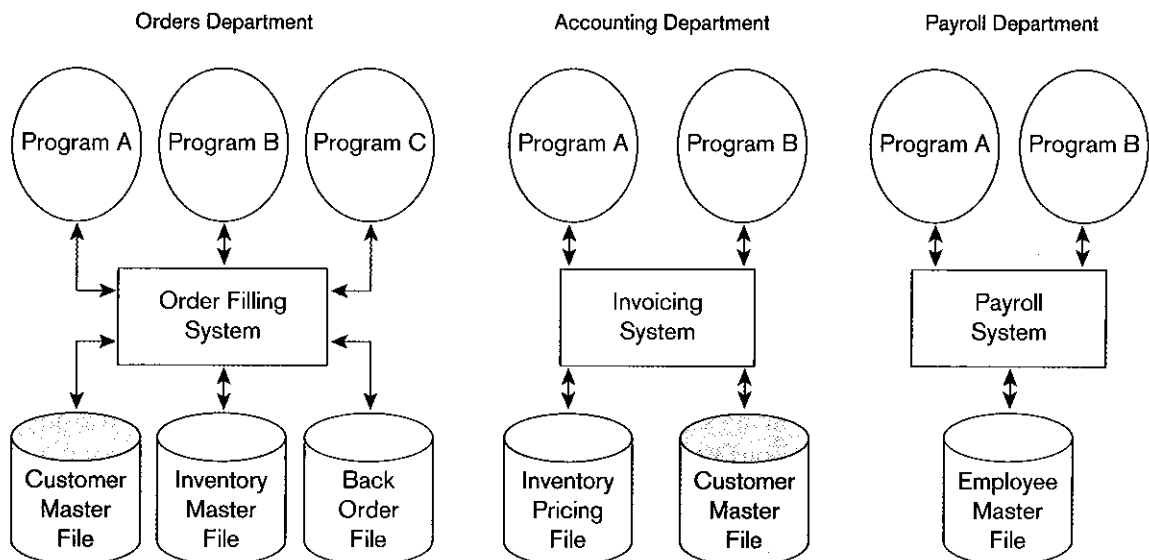 Orders Department
Accounting Department
Payroll Department
Program A
Program B
Program C
Program A
Program B
Program A
Program B
Order Filling
System
Invoicing
System
Payroll
System
Customer
Master
File
Inventory
Master
File
Back
Order
File
Inventory
Pricing
File
Customer
Master
File
Employee
Master
File